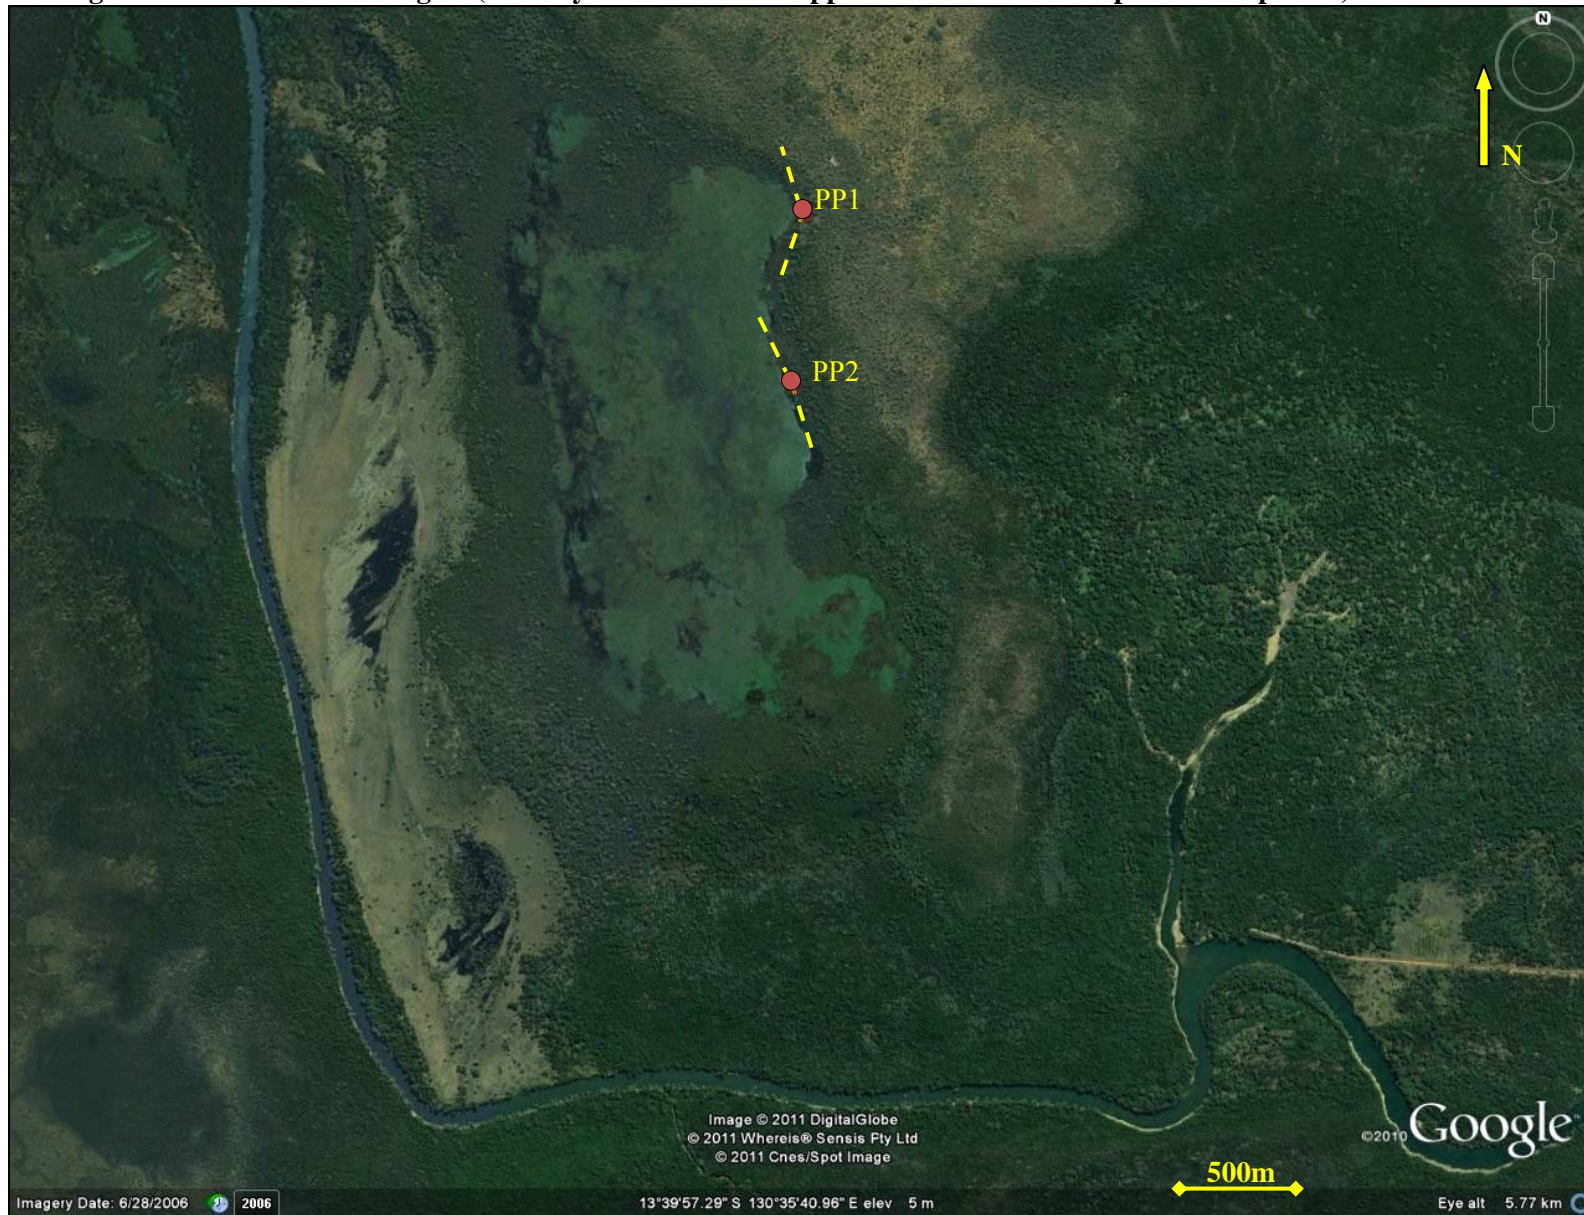 N
N
PP1
PP2
Image © 2011 DigitalGlobe
© 2011 Whereis® Sensis Pty Ltd
© 2011 Cnes/Spot Image
©2010 Google
500m
Imagery Date: 6/28/2006 2006 13°39'57.29" S 130°35'40.96" E elev 5 m Eye alt 5.77 km